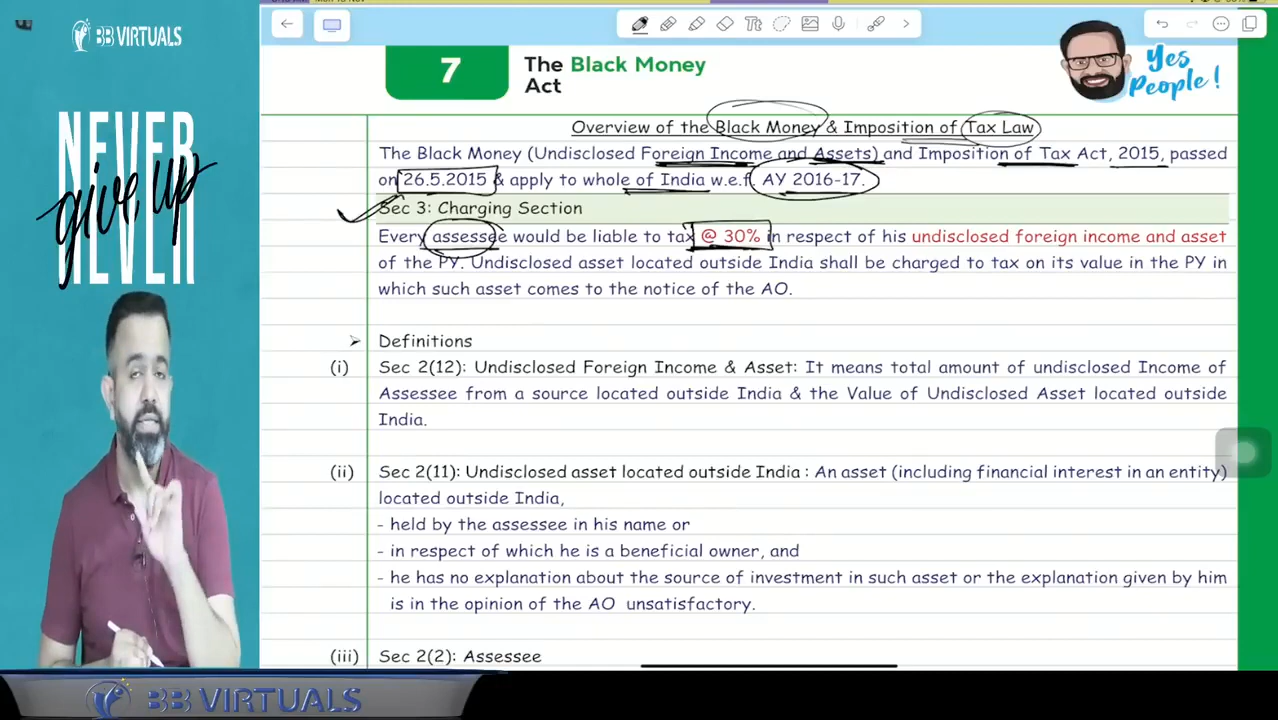 BB VIRTUALS
NEVER
give up
NEVER
7
The Black Money
Act
Yes
People!
Overview of the Black Money & Imposition of Tax Law
The Black Money (Undisclosed Foreign Income and Assets) and Imposition of Tax Act, 2015, passed
on 26.5.2015 & apply to whole of India w.e.f. AY 2016-17.
Sec 3: Charging Section
Every assessee would be liable to tax @ 30% in respect of his undisclosed foreign income and asset
of the PY. Undisclosed asset located outside India shall be charged to tax on its value in the PY in
which such asset comes to the notice of the AO.
➢ Definitions
(i) Sec 2(12): Undisclosed Foreign Income & Asset: It means total amount of undisclosed Income of
Assessee from a source located outside India & the Value of Undisclosed Asset located outside
India.
(ii) Sec 2(11): Undisclosed asset located outside India : An asset (including financial interest in an entity)
located outside India,
- held by the assessee in his name or
- in respect of which he is a beneficial owner, and
- he has no explanation about the source of investment in such asset or the explanation given by him
is in the opinion of the AO unsatisfactory.
(iii) Sec 2(2): Assessee
BB VIRTUALS